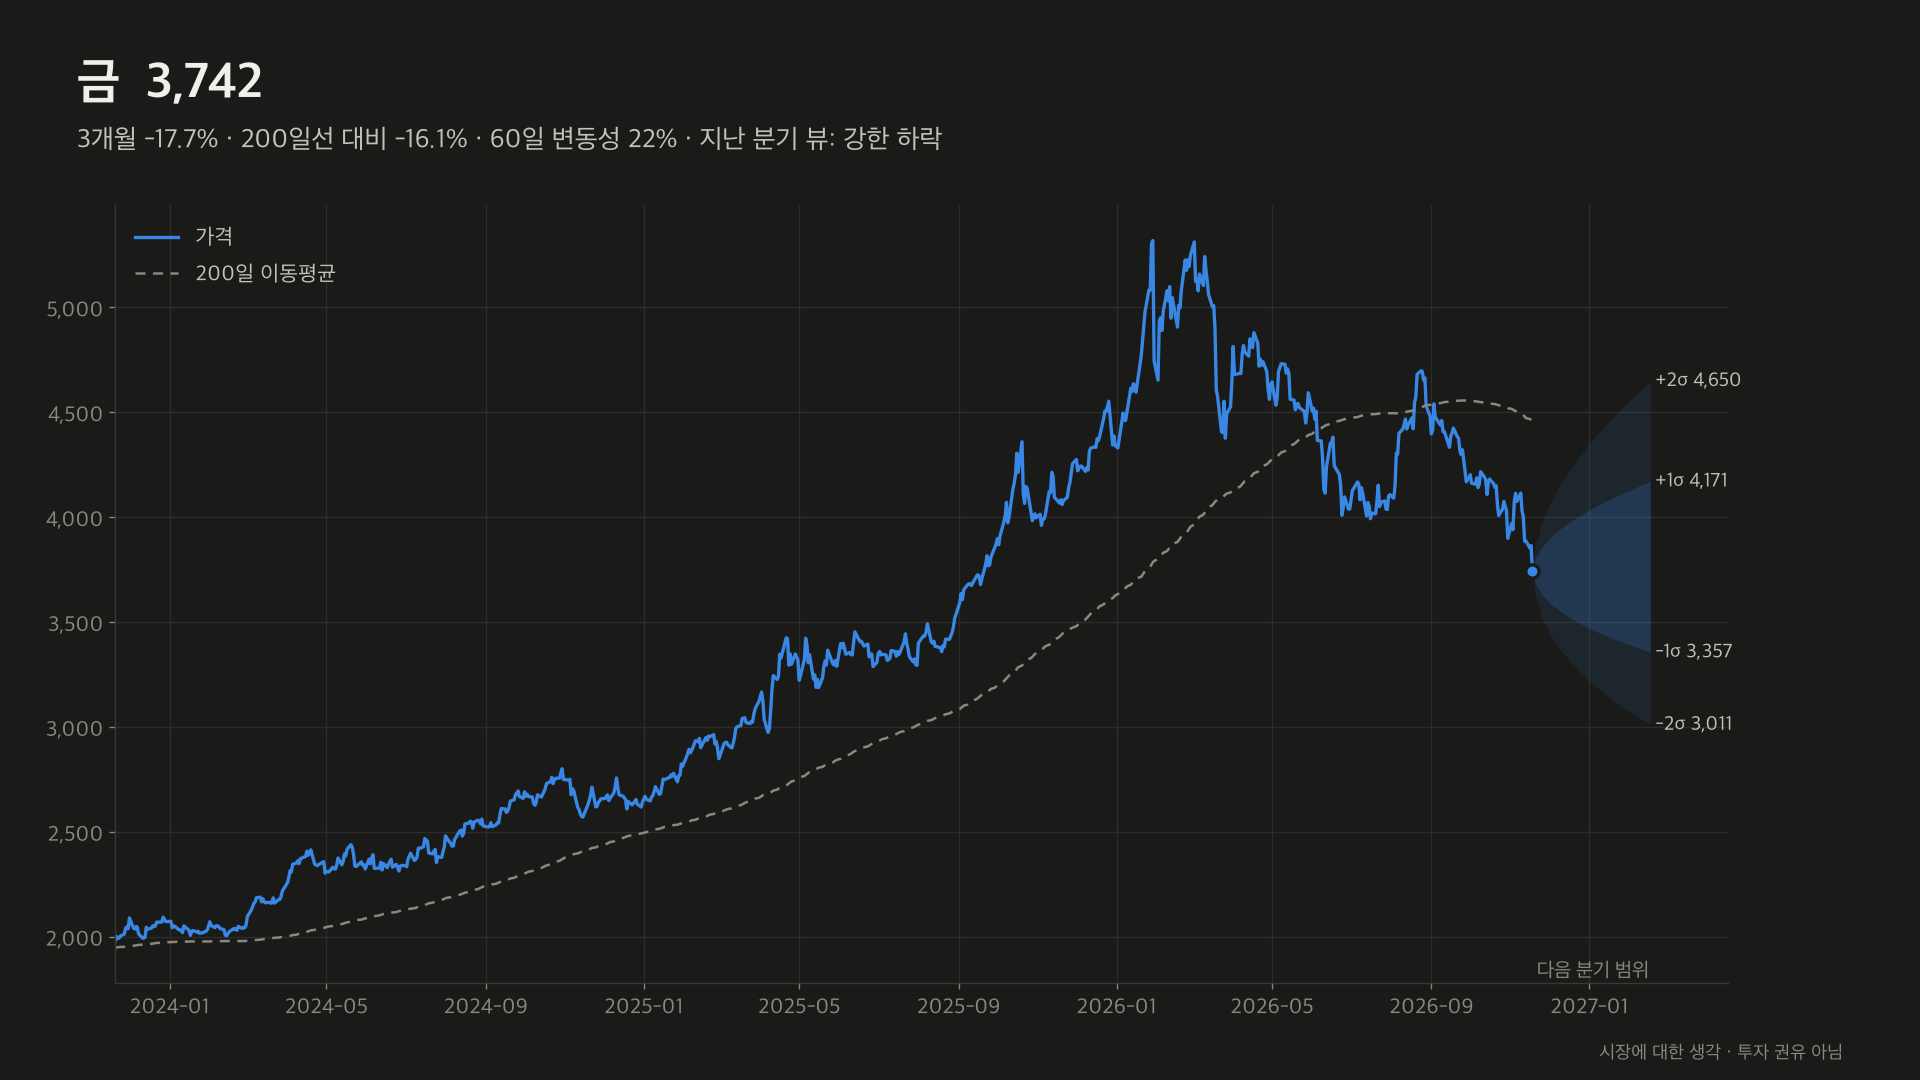 금 3,742
3개월 -17.7% · 200일선 대비 -16.1% · 60일 변동성 22% · 지난 분기 뷰: 강한 하락
가격
200일 이동평균
5,000
4,500
4,000
3,500
3,000
2,500
2,000
+2σ 4,650
+1σ 4,171
-1σ 3,357
-2σ 3,011
다음 분기 범위
2024-01
2024-05
2024-09
2025-01
2025-05
2025-09
2026-01
2026-05
2026-09
2027-01
시장에 대한 생각 · 투자 권유 아님